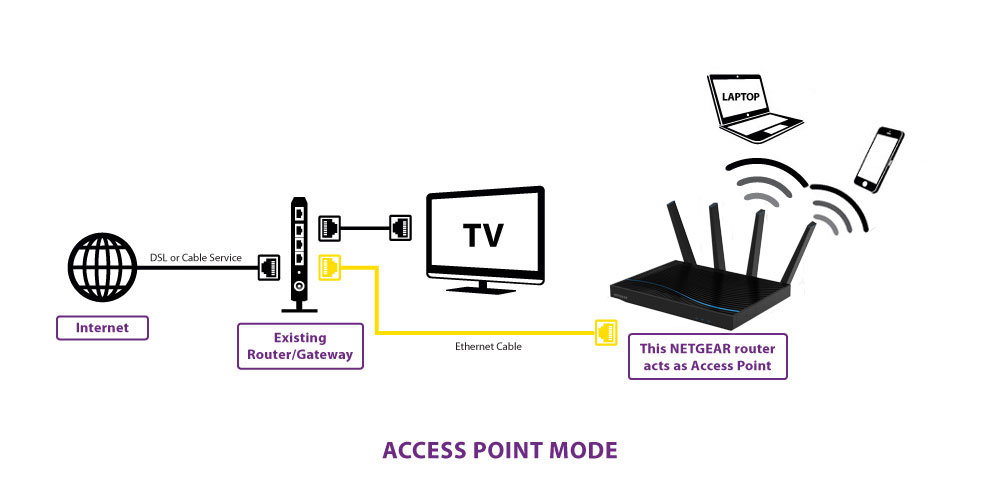 LAPTOP
TV
DSL or Cable Service
Internet
Existing
Router/Gateway
Ethernet Cable
This NETGEAR router
acts as Access Point
ACCESS POINT MODE